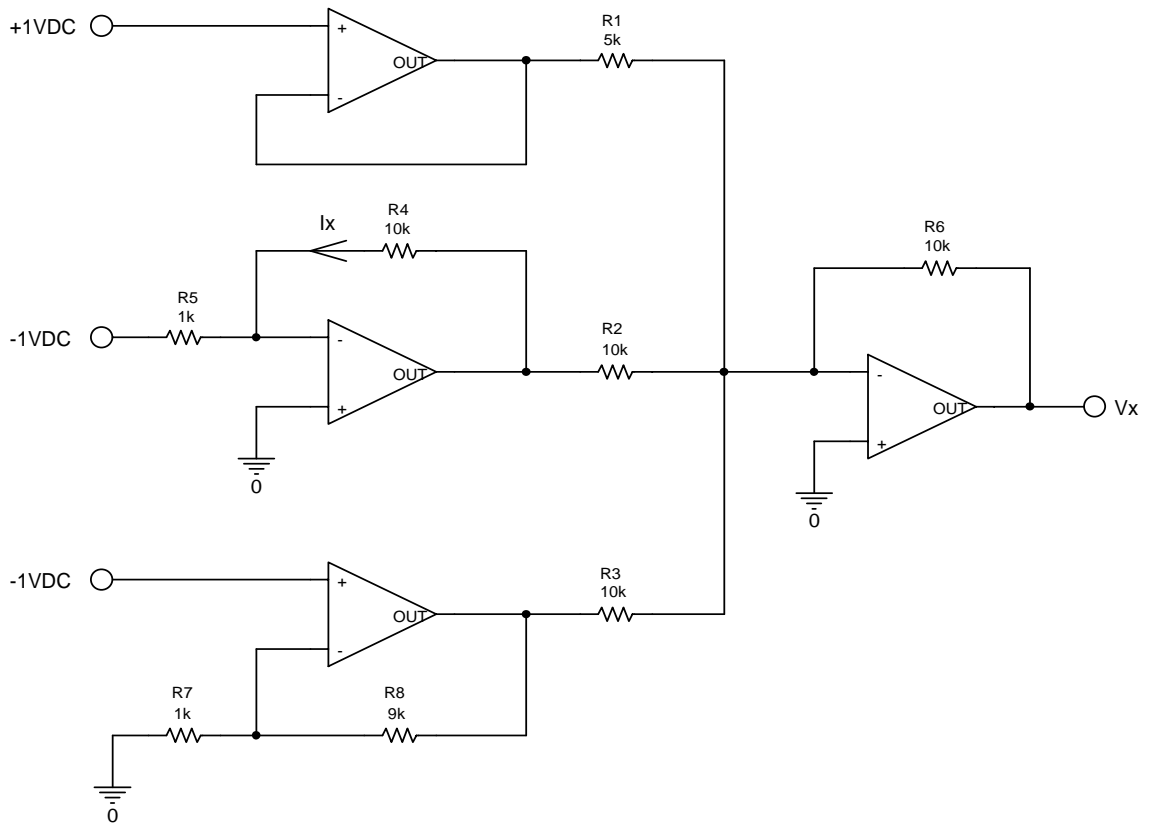 +1VDC
+
-
OUT
R1
5k
Ix
R4
10k
R5
1k
-1VDC
-
+
OUT
0
R2
10k
R6
10k
-
+
OUT
Vx
0
-1VDC
+
-
OUT
R3
10k
R7
1k
R8
9k
0